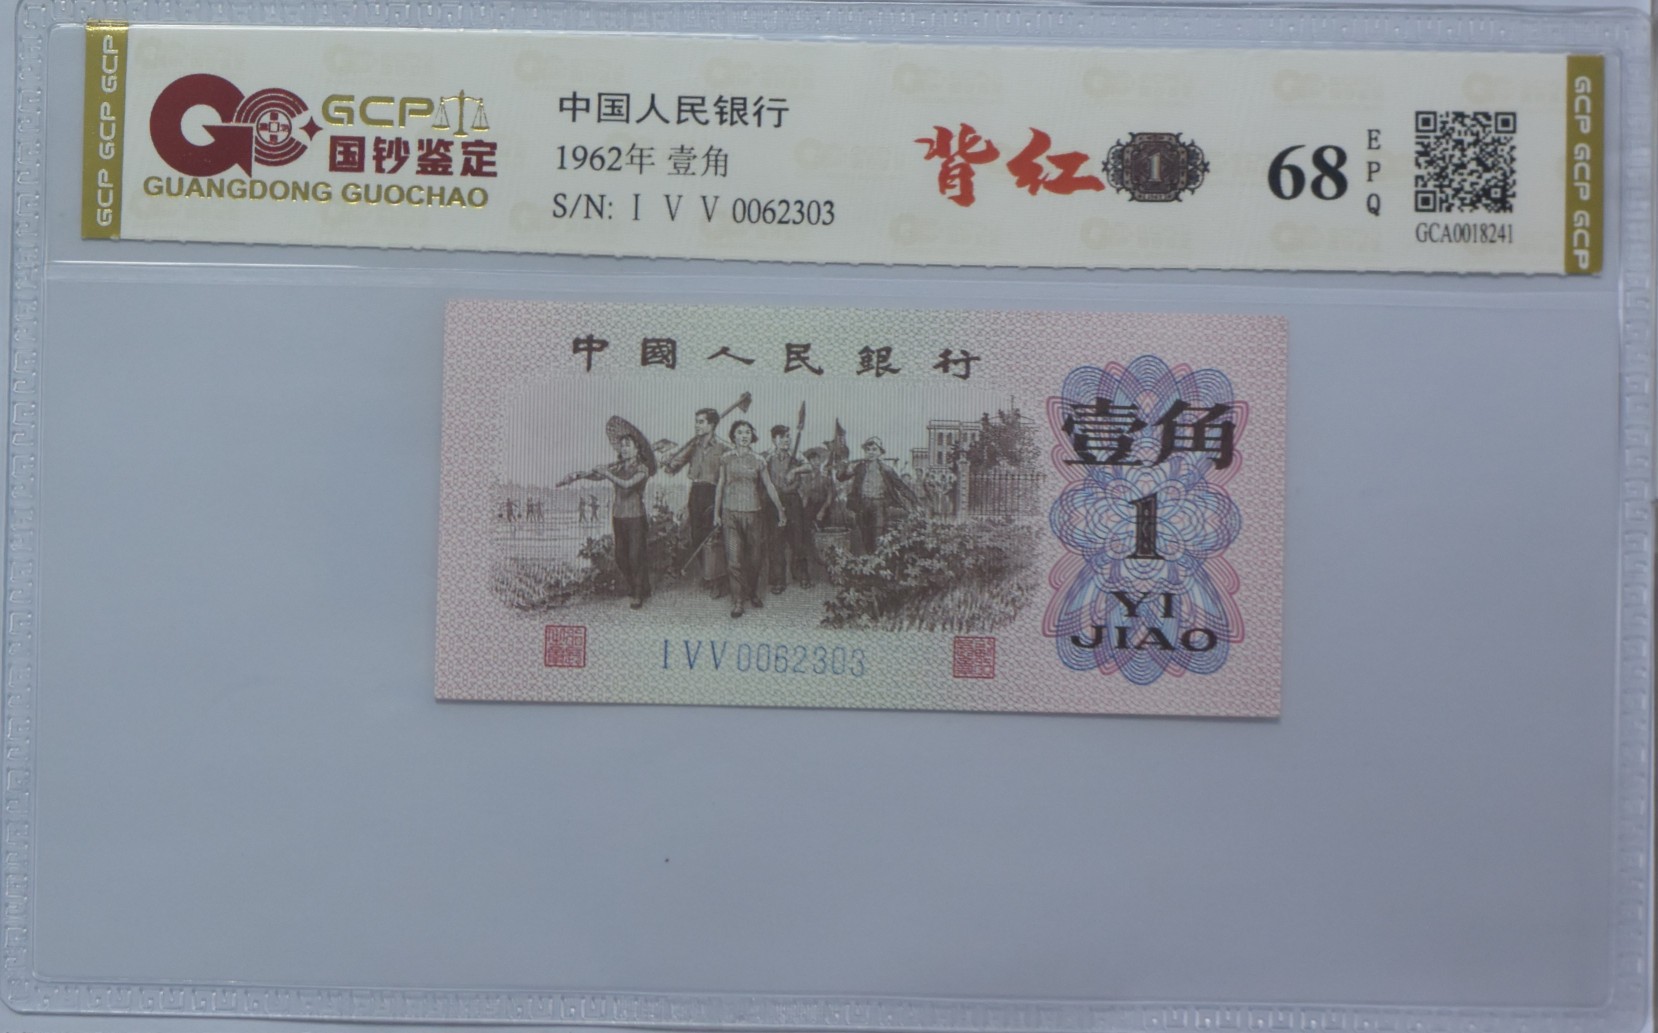 GCP GCP GCP
GCP
国钞鉴定
GUANGDONG GUOCHAO
中国人民银行
1962年 壹角
S/N: I V V 0062303
背红
1
68
E
P
Q
GCA0018241
GCP GCP GCP
中國人民銀行
壹角
1
YI
JIAO
I V V 0062303